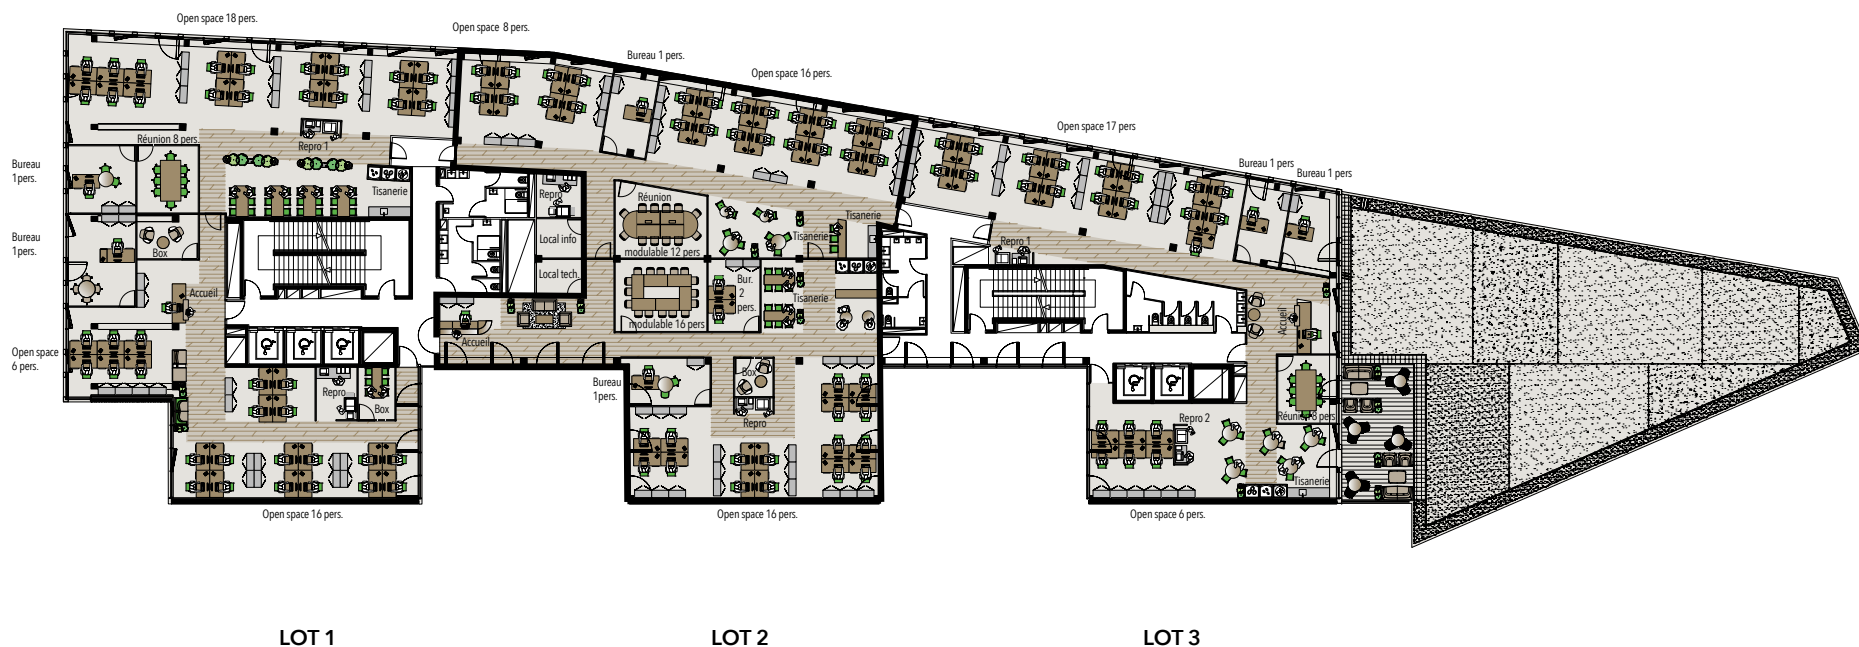 Open space 18 pers.
Open space 8 pers.
Bureau 1 pers.
Open space 16 pers.
Open space 17 pers
Bureau 1 pers
Bureau 1 pers
Réunion 8 pers.
Repro 1
Bureau
1pers.
Tisanerie
Repro
Réunion
modulable 12 pers
Tisanerie
Tisanerie
Bureau
1pers.
Box
Local info
Local tech.
Repro 1
Accueil
modulable 16 pers
Bur.
2
pers.
Tisanerie
Accueil
Accueil
Open space
6 pers.
Repro
Box
Bureau
1pers.
Box
Repro
Repro 2
Réunion 8 pers
Tisanerie
Open space 16 pers.
Open space 16 pers.
Open space 6 pers.
LOT 1
LOT 2
LOT 3